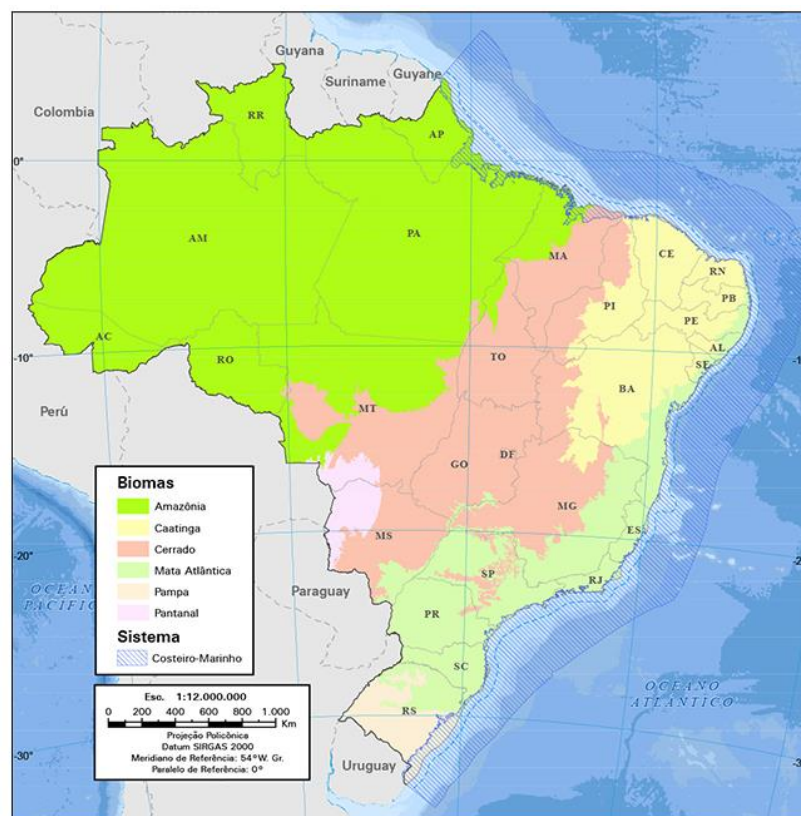 Guyana
Suriname
Guyane
Colombia
RR
AP
0°
AM
PA
MA
CE
RN
PB
PI
PE
AC
AL
SE
-10°
RO
TO
BA
Perú
MT
GO
DF
Biomas
Amazônia
Caatinga
Cerrado
Mata Atlântica
Pampa
Pantanal
Sistema
Costeiro-Marinho
MG
ES
MS
-20°
SP
RJ
OCEANO
PACÍFICO
Paraguay
PR
SC
OCEANO
ATLÂNTICO
RS
Esc. 1:12.000.000
0 200 400 600 800 1.000
Km
Projeção Policônica
Datum SIRGAS 2000
Meridiano de Referência: 54°W. Gr.
Paralelo de Referência: 0°
-30°
Uruguay